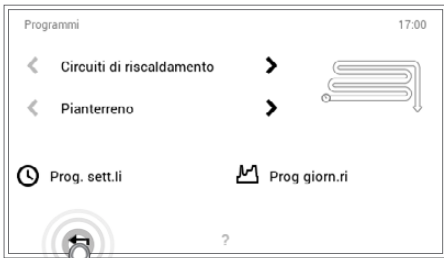 Programmi 17:00
Circuiti di riscaldamento
Pianterreno
Prog. sett.li Prog giorn.ri
?